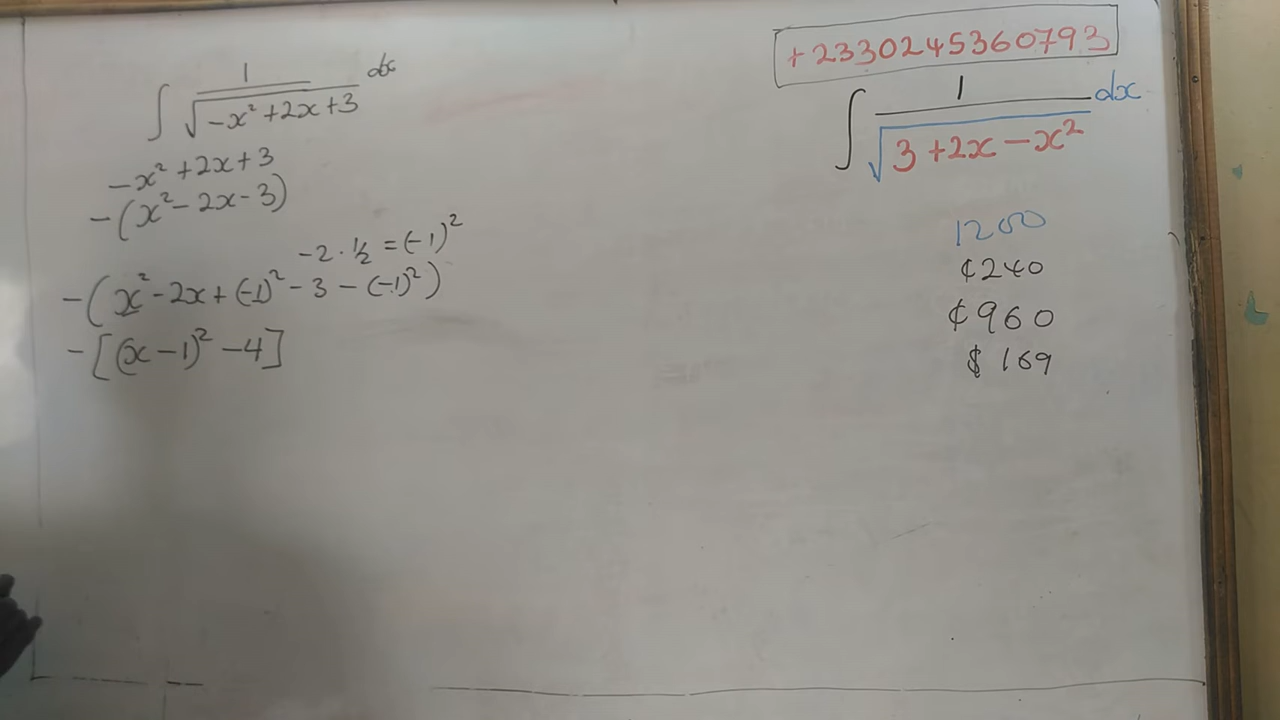 ∫ 1/√(-x² + 2x + 3) dx
-x² + 2x + 3
-(x² - 2x - 3)
-2 · ½ = (-1)²
-(x² - 2x + (-1)² - 3 - (-1)²)
-[(x - 1)² - 4]
+2330245360793
∫ 1/√(3 + 2x - x²) dx
1200
¢240
¢960
$169